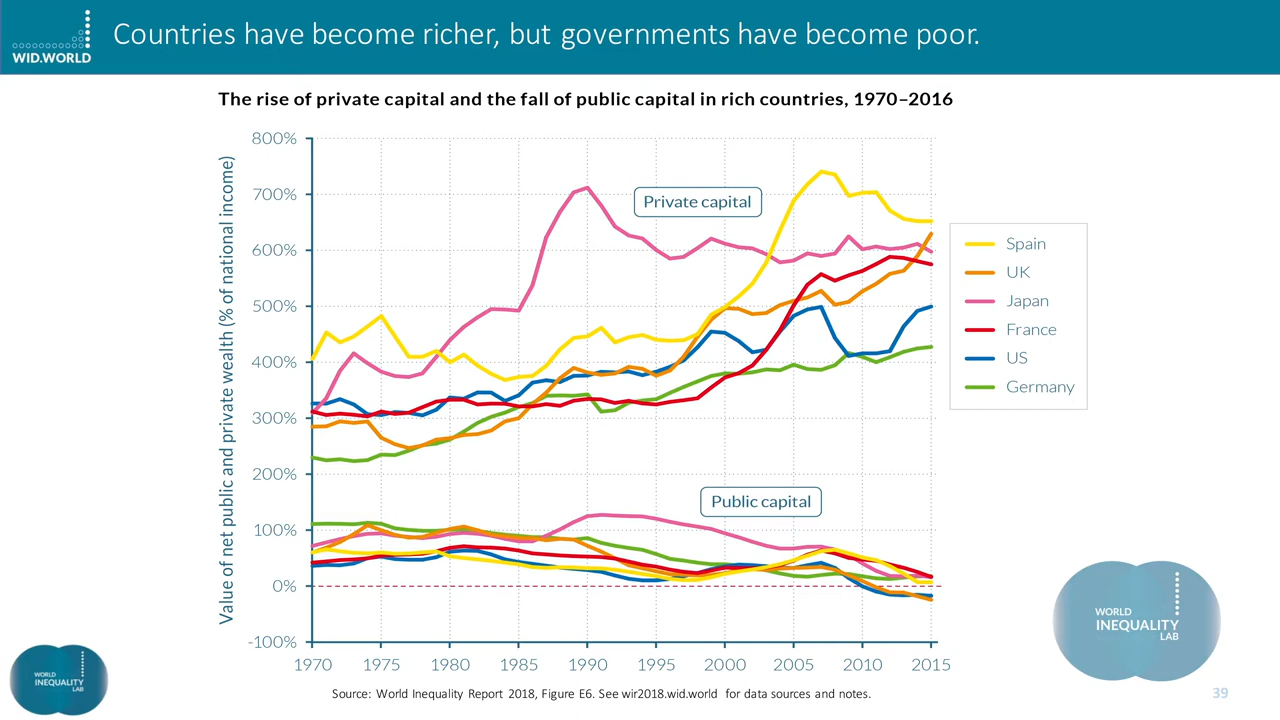 WID.WORLD
Countries have become richer, but governments have become poor.
The rise of private capital and the fall of public capital in rich countries, 1970–2016
Value of net public and private wealth (% of national income)
800%
700%
600%
500%
400%
300%
200%
100%
0%
-100%
Private capital
Public capital
Spain
UK
Japan
France
US
Germany
1970 1975 1980 1985 1990 1995 2000 2005 2010 2015
WORLD
INEQUALITY
LAB
WORLD
INEQUALITY
LAB
Source: World Inequality Report 2018, Figure E6. See wir2018.wid.world for data sources and notes.
39